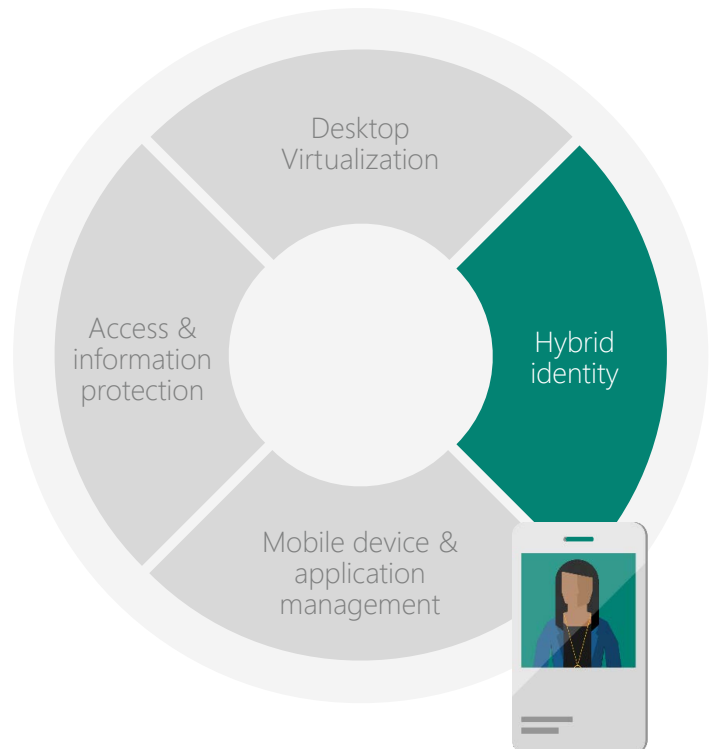 Desktop
Virtualization
Access &
information
protection
Hybrid
identity
Mobile device &
application
management